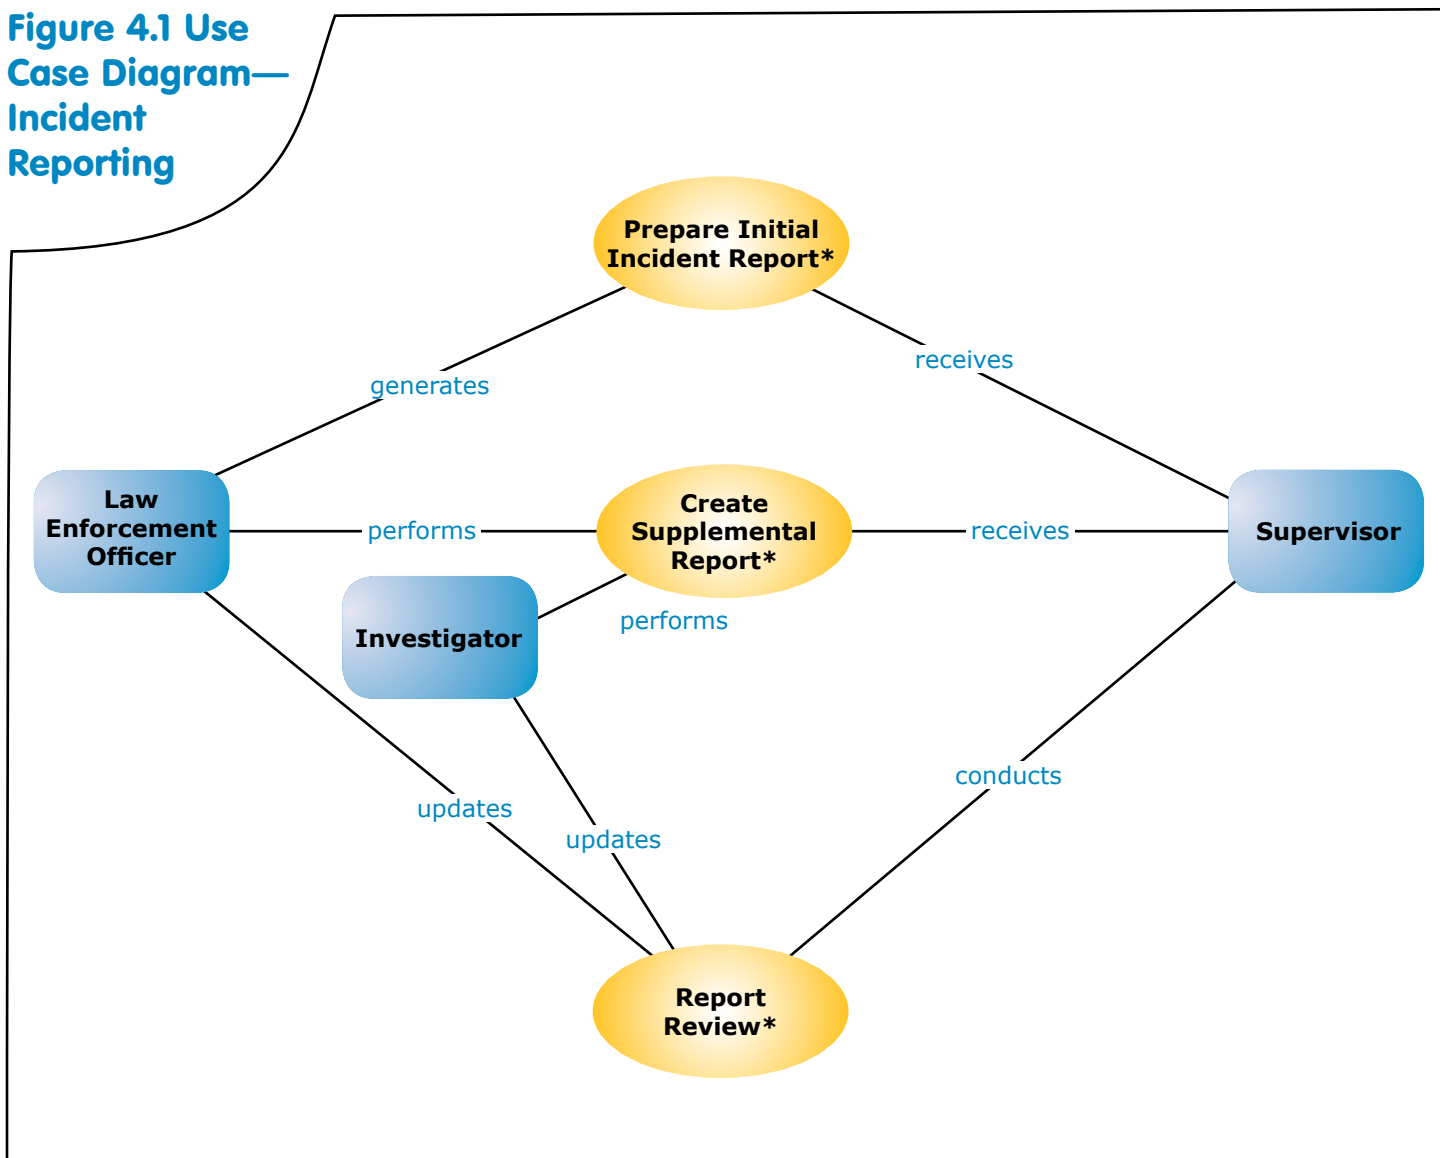 Figure 4.1 Use
Case Diagram—
Incident
Reporting
Prepare Initial
Incident Report*
generates
receives
Law
Enforcement
Officer
performs
Create
Supplemental
Report*
receives
Supervisor
Investigator
performs
updates
updates
conducts
Report
Review*